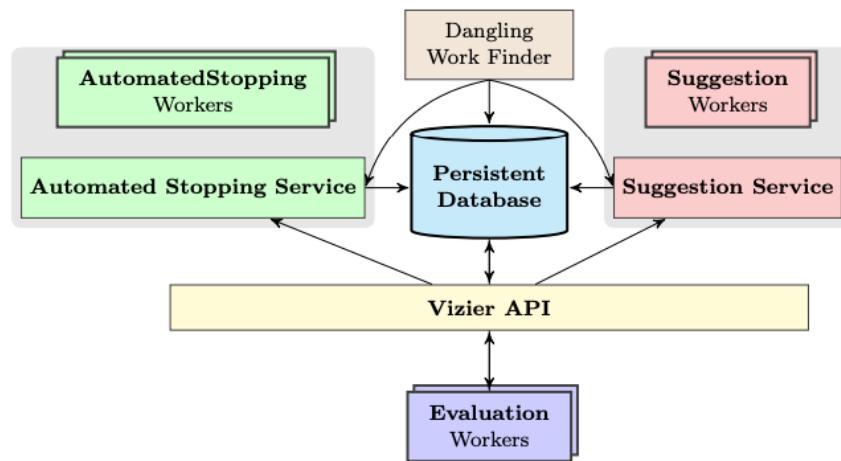 Dangling
Work Finder
AutomatedStopping
Workers
Suggestion
Workers
Automated Stopping Service
Persistent
Database
Suggestion Service
Vizier API
Evaluation
Workers